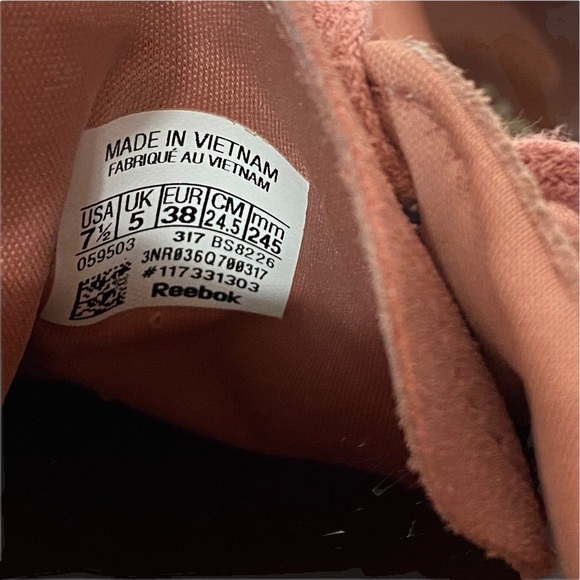 MADE IN VIETNAM
FABRIQUÉ AU VIETNAM
USA UK EUR CM mm
7½ 5 38 24.5 245
059503 317 BS8226
3NR036Q700317
#117331303
Reebok